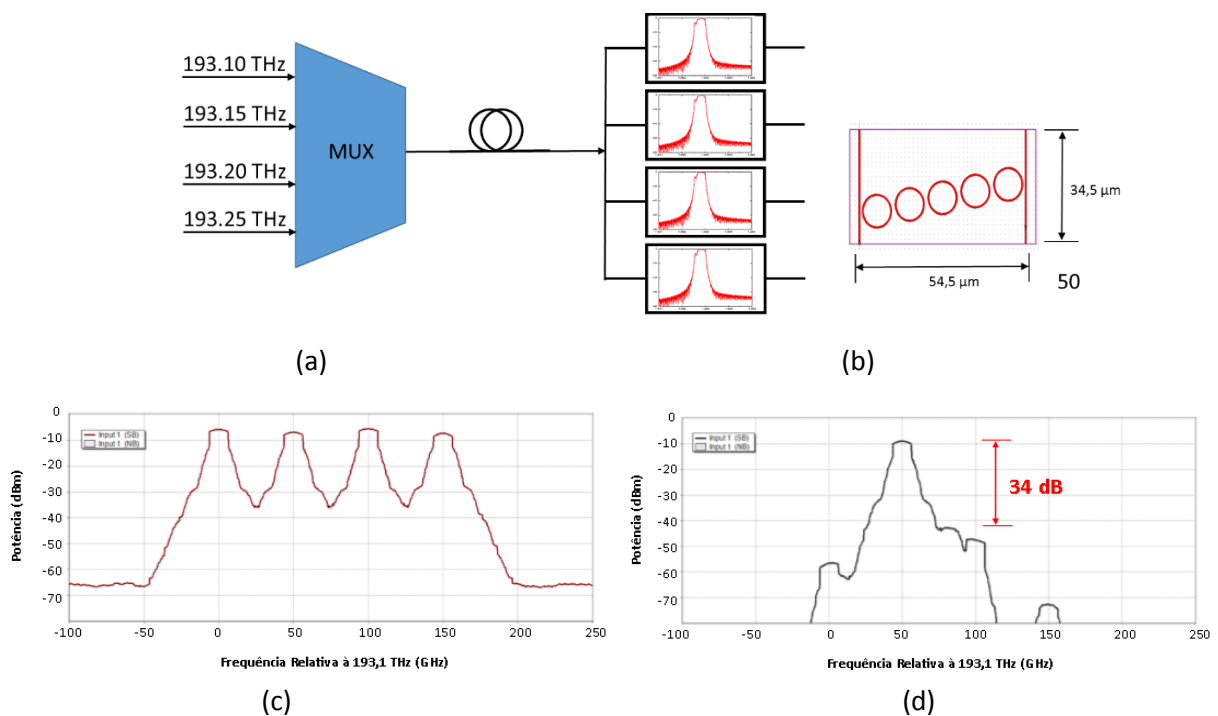 193.10 THz
193.15 THz
193.20 THz
193.25 THz
MUX
34,5 µm
54,5 µm
50
(a)
(b)
Potência (dBm)
0
-10
-20
-30
-40
-50
-60
-70
Input 1 (SB)
Input 1 (NB)
-100
-50
0
50
100
150
200
250
Frequência Relativa à 193,1 THz (GHz)
(c)
Potência (dBm)
0
-10
-20
-30
-40
-50
-60
-70
Input 1 (SB)
Input 1 (NB)
34 dB
-100
-50
0
50
100
150
200
250
Frequência Relativa à 193,1 THz (GHz)
(d)